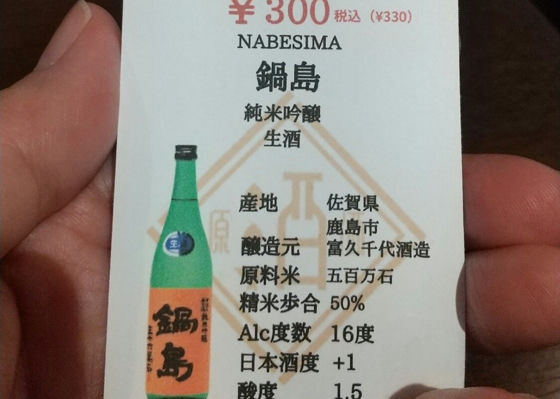 ¥300 税込（¥330）
NABESIMA
鍋島
純米吟醸
生酒
産地 佐賀県
鹿島市
醸造元 富久千代酒造
原料米 五百万石
精米歩合 50%
Alc度数 16度
日本酒度 +1
酸度 1.5
原酒
生
鍋島